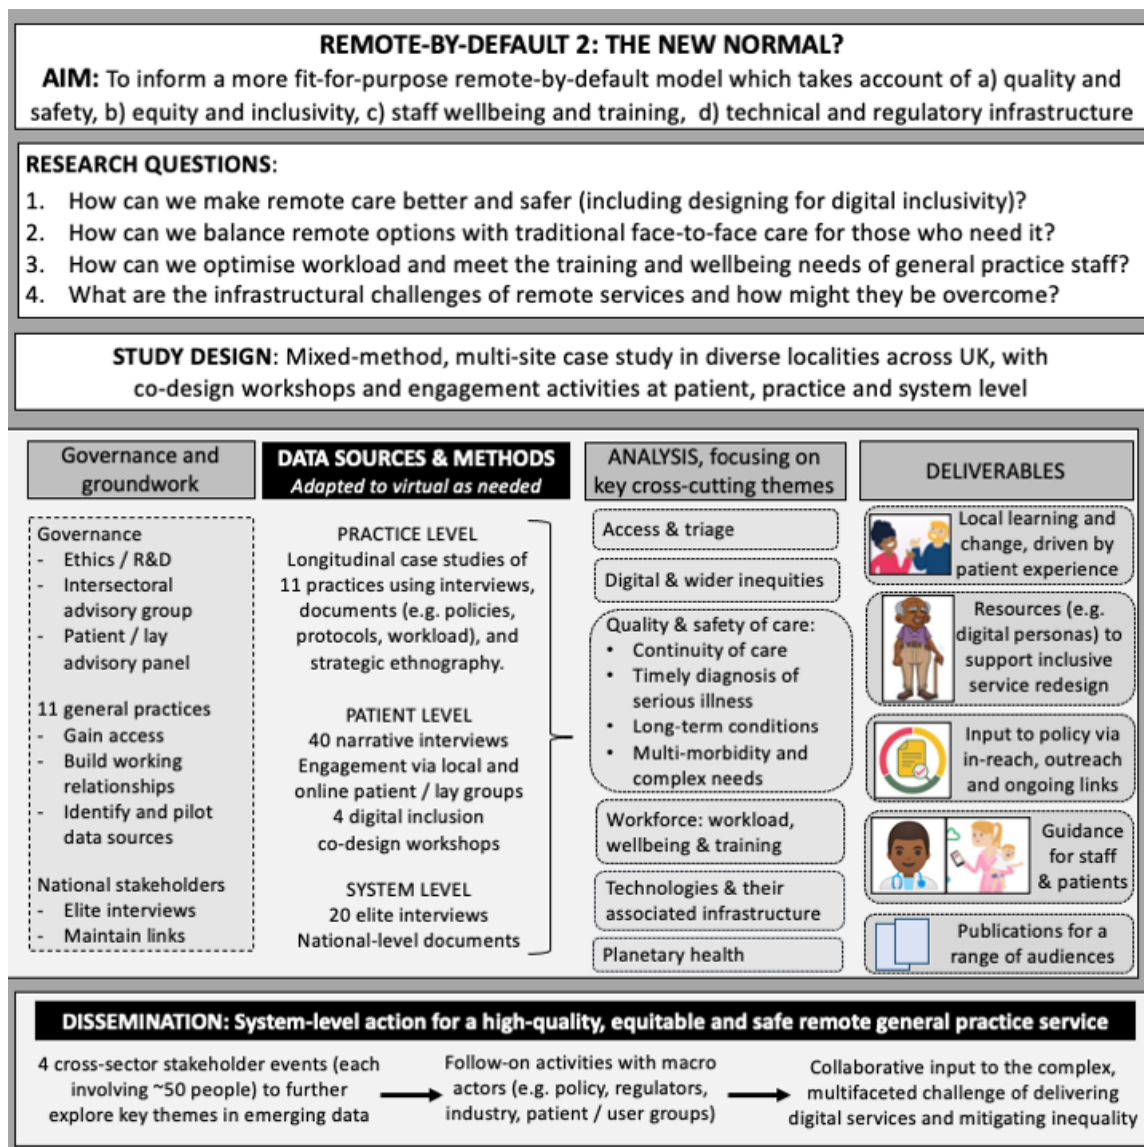 REMOTE-BY-DEFAULT 2: THE NEW NORMAL?
AIM: To inform a more fit-for-purpose remote-by-default model which takes account of a) quality and
safety, b) equity and inclusivity, c) staff wellbeing and training, d) technical and regulatory infrastructure
RESEARCH QUESTIONS:
1. How can we make remote care better and safer (including designing for digital inclusivity)?
2. How can we balance remote options with traditional face-to-face care for those who need it?
3. How can we optimise workload and meet the training and wellbeing needs of general practice staff?
4. What are the infrastructural challenges of remote services and how might they be overcome?
STUDY DESIGN: Mixed-method, multi-site case study in diverse localities across UK, with
co-design workshops and engagement activities at patient, practice and system level
Governance and
groundwork
Governance
- Ethics / R&D
- Intersectoral
advisory group
- Patient / lay
advisory panel
11 general practices
- Gain access
- Build working
relationships
- Identify and pilot
data sources
National stakeholders
- Elite interviews
- Maintain links
DATA SOURCES & METHODS
Adapted to virtual as needed
PRACTICE LEVEL
Longitudinal case studies of
11 practices using interviews,
documents (e.g. policies,
protocols, workload), and
strategic ethnography.
PATIENT LEVEL
40 narrative interviews
Engagement via local and
online patient / lay groups
4 digital inclusion
co-design workshops
SYSTEM LEVEL
20 elite interviews
National-level documents
ANALYSIS, focusing on
key cross-cutting themes
Access & triage
Digital & wider inequities
Quality & safety of care:
• Continuity of care
• Timely diagnosis of
serious illness
• Long-term conditions
• Multi-morbidity and
complex needs
Workforce: workload,
wellbeing & training
Technologies & their
associated infrastructure
Planetary health
DELIVERABLES
Local learning and
change, driven by
patient experience
Resources (e.g.
digital personas) to
support inclusive
service redesign
Input to policy via
in-reach, outreach
and ongoing links
Guidance
for staff
& patients
Publications for a
range of audiences
DISSEMINATION: System-level action for a high-quality, equitable and safe remote general practice service
4 cross-sector stakeholder events (each
involving ~50 people) to further
explore key themes in emerging data
Follow-on activities with macro
actors (e.g. policy, regulators,
industry, patient / user groups)
Collaborative input to the complex,
multifaceted challenge of delivering
digital services and mitigating inequality